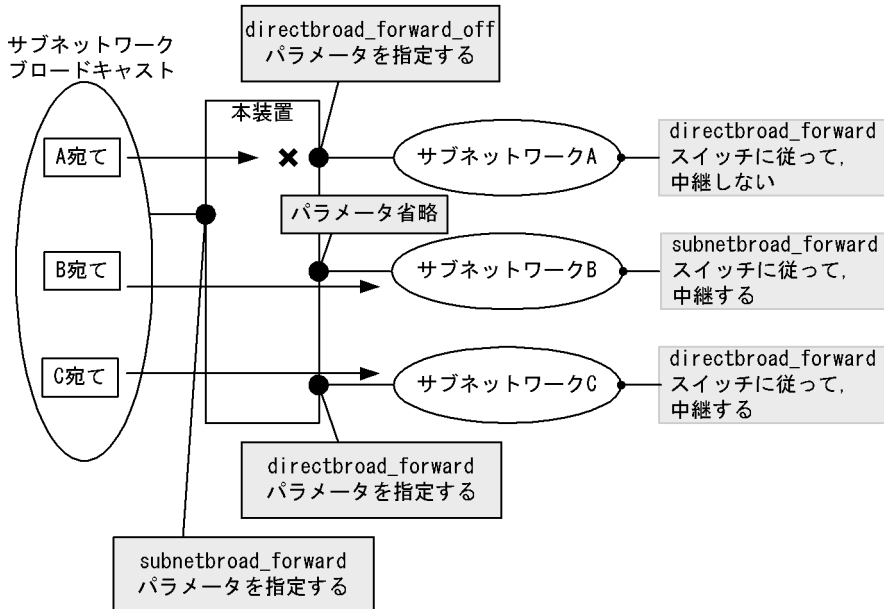 directbroad_forward_off
パラメータを指定する
サブネットワーク
ブロードキャスト
本装置
A宛て
サブネットワークA
directbroad_forward
スイッチに従って，
中継しない
パラメータ省略
B宛て
サブネットワークB
subnetbroad_forward
スイッチに従って，
中継する
C宛て
サブネットワークC
directbroad_forward
スイッチに従って，
中継する
directbroad_forward
パラメータを指定する
subnetbroad_forward
パラメータを指定する